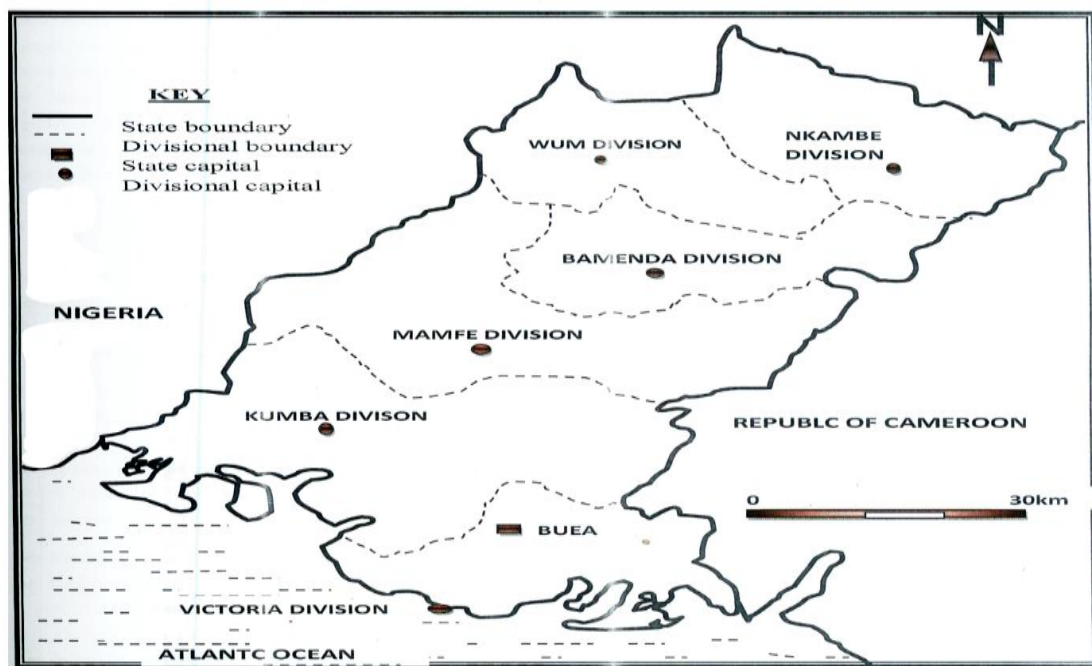 N
KEY
State boundary
Divisional boundary
State capital
Divisional capital
WUM DIVISION
NKAMBE
DIVISION
BAMENDA DIVISION
NIGERIA
MAMFE DIVISION
KUMBA DIVISON
REPUBLC OF CAMEROON
0 30km
BUEA
VICTORIA DIVISION
ATLANTC OCEAN